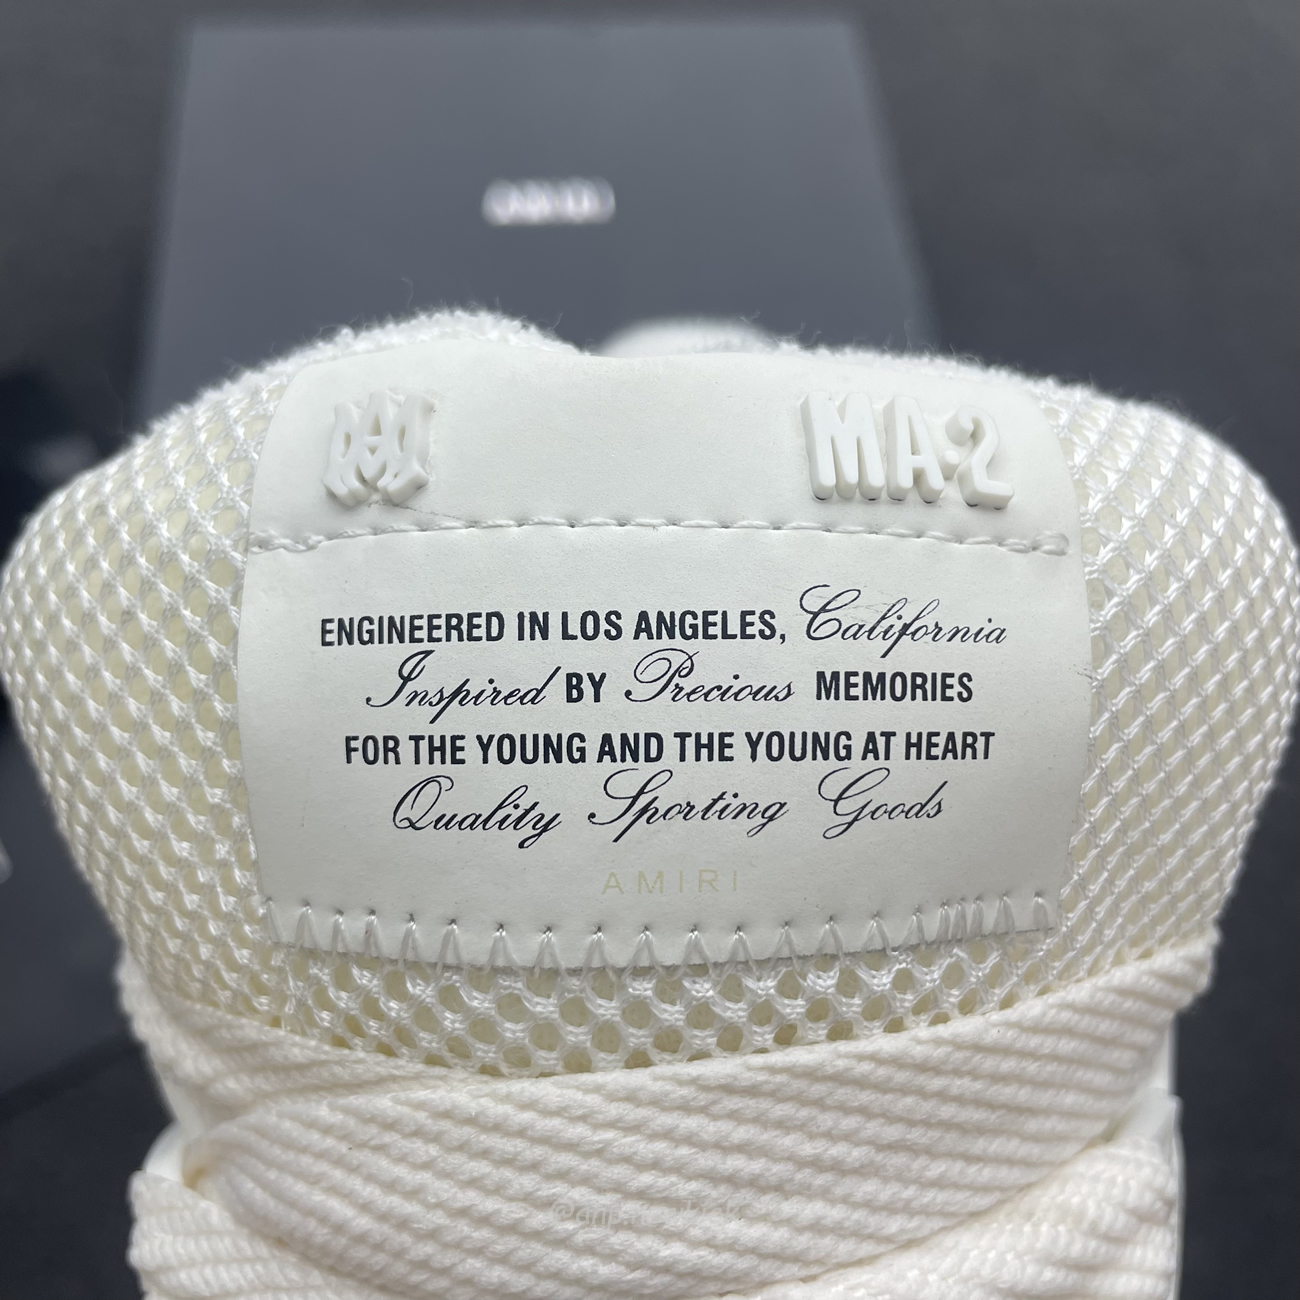 MA-2
ENGINEERED IN LOS ANGELES, California
Inspired BY Precious MEMORIES
FOR THE YOUNG AND THE YOUNG AT HEART
Quality Sporting Goods
AMIRI